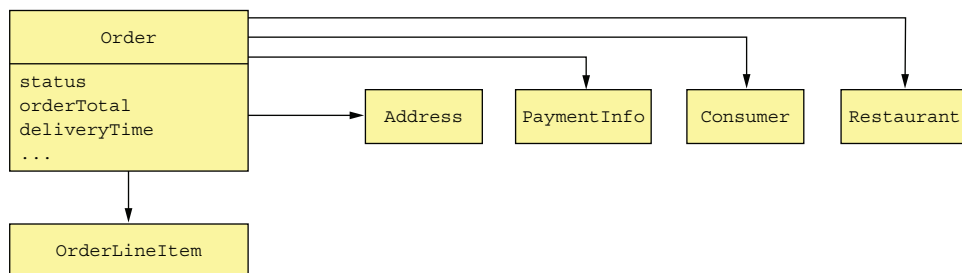 Order
status
orderTotal
deliveryTime
...
Address
PaymentInfo
Consumer
Restaurant
OrderLineItem